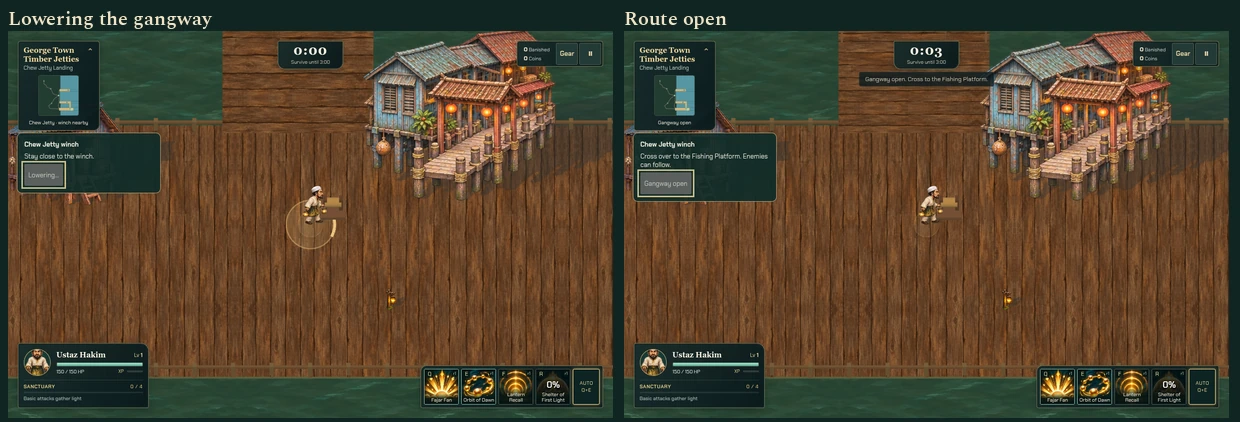 Lowering the gangway
George Town
Timber Jetties
Chew Jetty Landing
Chew Jetty · winch nearby
0:00
Survive until 3:00
0 Banished
0 Coins
Gear
Chew Jetty winch
Stay close to the winch.
Lowering...
Ustaz Hakim
Lv 1
150 / 150 HP
XP
SANCTUARY
0 / 4
Basic attacks gather light
Q
Fajar Fan
E
Orbit of Dawn
F
Lantern
Recall
R
0%
Shelter of
First Light
AUTO
Q+E
Route open
George Town
Timber Jetties
Chew Jetty Landing
Gangway open
0:03
Survive until 3:00
Gangway open. Cross to the Fishing Platform.
0 Banished
0 Coins
Gear
Chew Jetty winch
Cross over to the Fishing Platform. Enemies
can follow.
Gangway open
Ustaz Hakim
Lv 1
150 / 150 HP
XP
SANCTUARY
0 / 4
Basic attacks gather light
Q
Fajar Fan
E
Orbit of Dawn
F
Lantern
Recall
R
0%
Shelter of
First Light
AUTO
Q+E